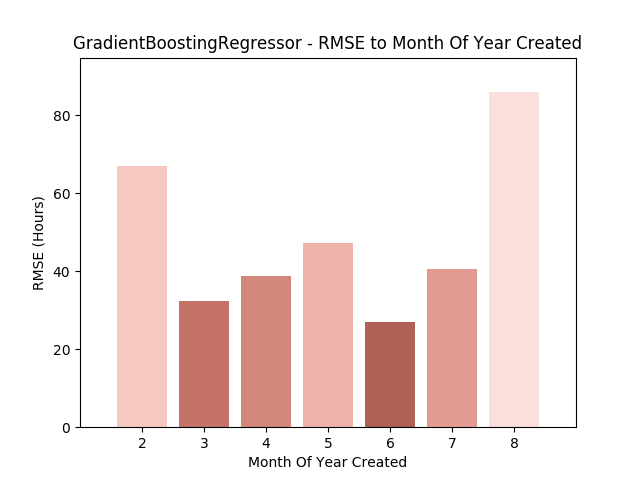 GradientBoostingRegressor - RMSE to Month Of Year Created
80
60
40
20
0
RMSE (Hours)
2 3 4 5 6 7 8
Month Of Year Created